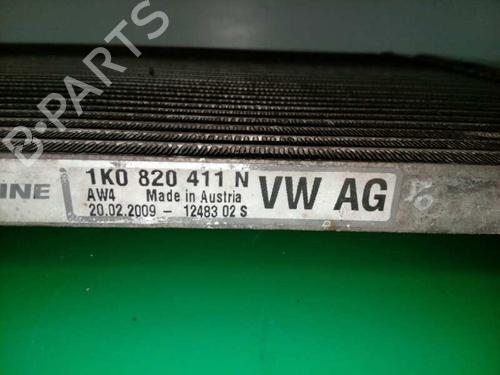 B-PARTS
INE
1K0 820 411 N
AW4 Made in Austria
20.02.2009 - 12483 02 S
VW AG